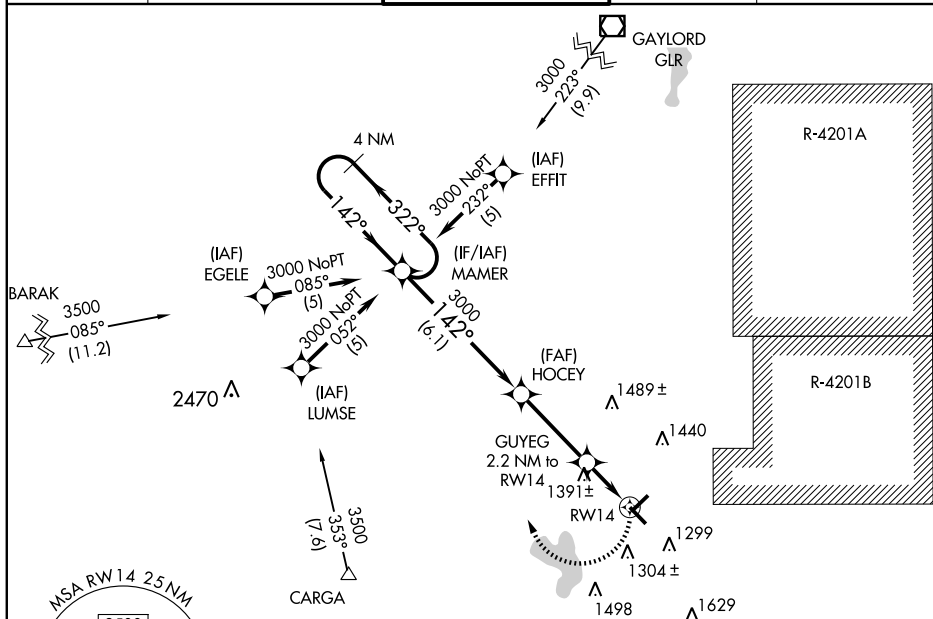 GAYLORD
GLR
3000
223°
(9.9)
R-4201A
4 NM
(IAF)
EFFIT
3000 NoPT
232°
(5)
142°
322°
(IAF)
EGELE
3000 NoPT
085°
(5)
(IF/IAF)
MAMER
BARAK
3500
085°
(11.2)
3000 NoPT
052°
(5)
3000
142°
(6.1)
(FAF)
HOCEY
R-4201B
2470
(IAF)
LUMSE
1489 ±
1440
GUYEG
2.2 NM to
RW14
1391±
RW14
3500
353°
(7.6)
1299
1304 ±
CARGA
1498
1629
MSA RW14 25 NM